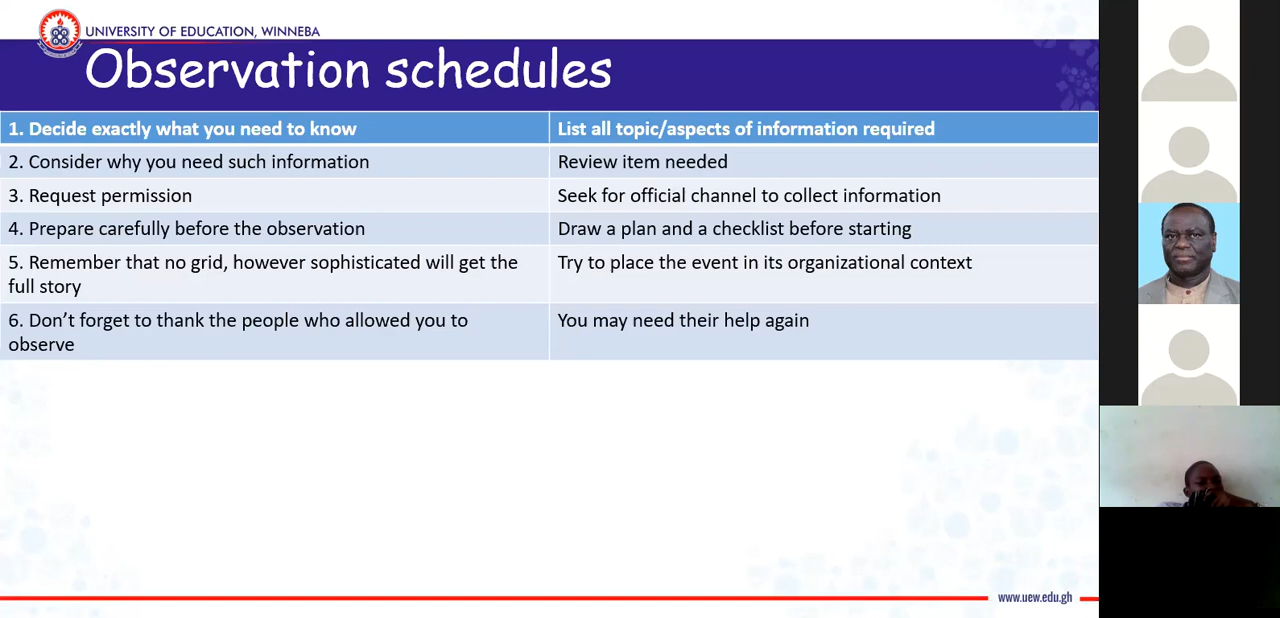 UNIVERSITY OF EDUCATION, WINNEBA
Observation schedules
1. Decide exactly what you need to know
List all topic/aspects of information required
2. Consider why you need such information
Review item needed
3. Request permission
Seek for official channel to collect information
4. Prepare carefully before the observation
Draw a plan and a checklist before starting
5. Remember that no grid, however sophisticated will get the
full story
Try to place the event in its organizational context
6. Don’t forget to thank the people who allowed you to
observe
You may need their help again
www.uew.edu.gh